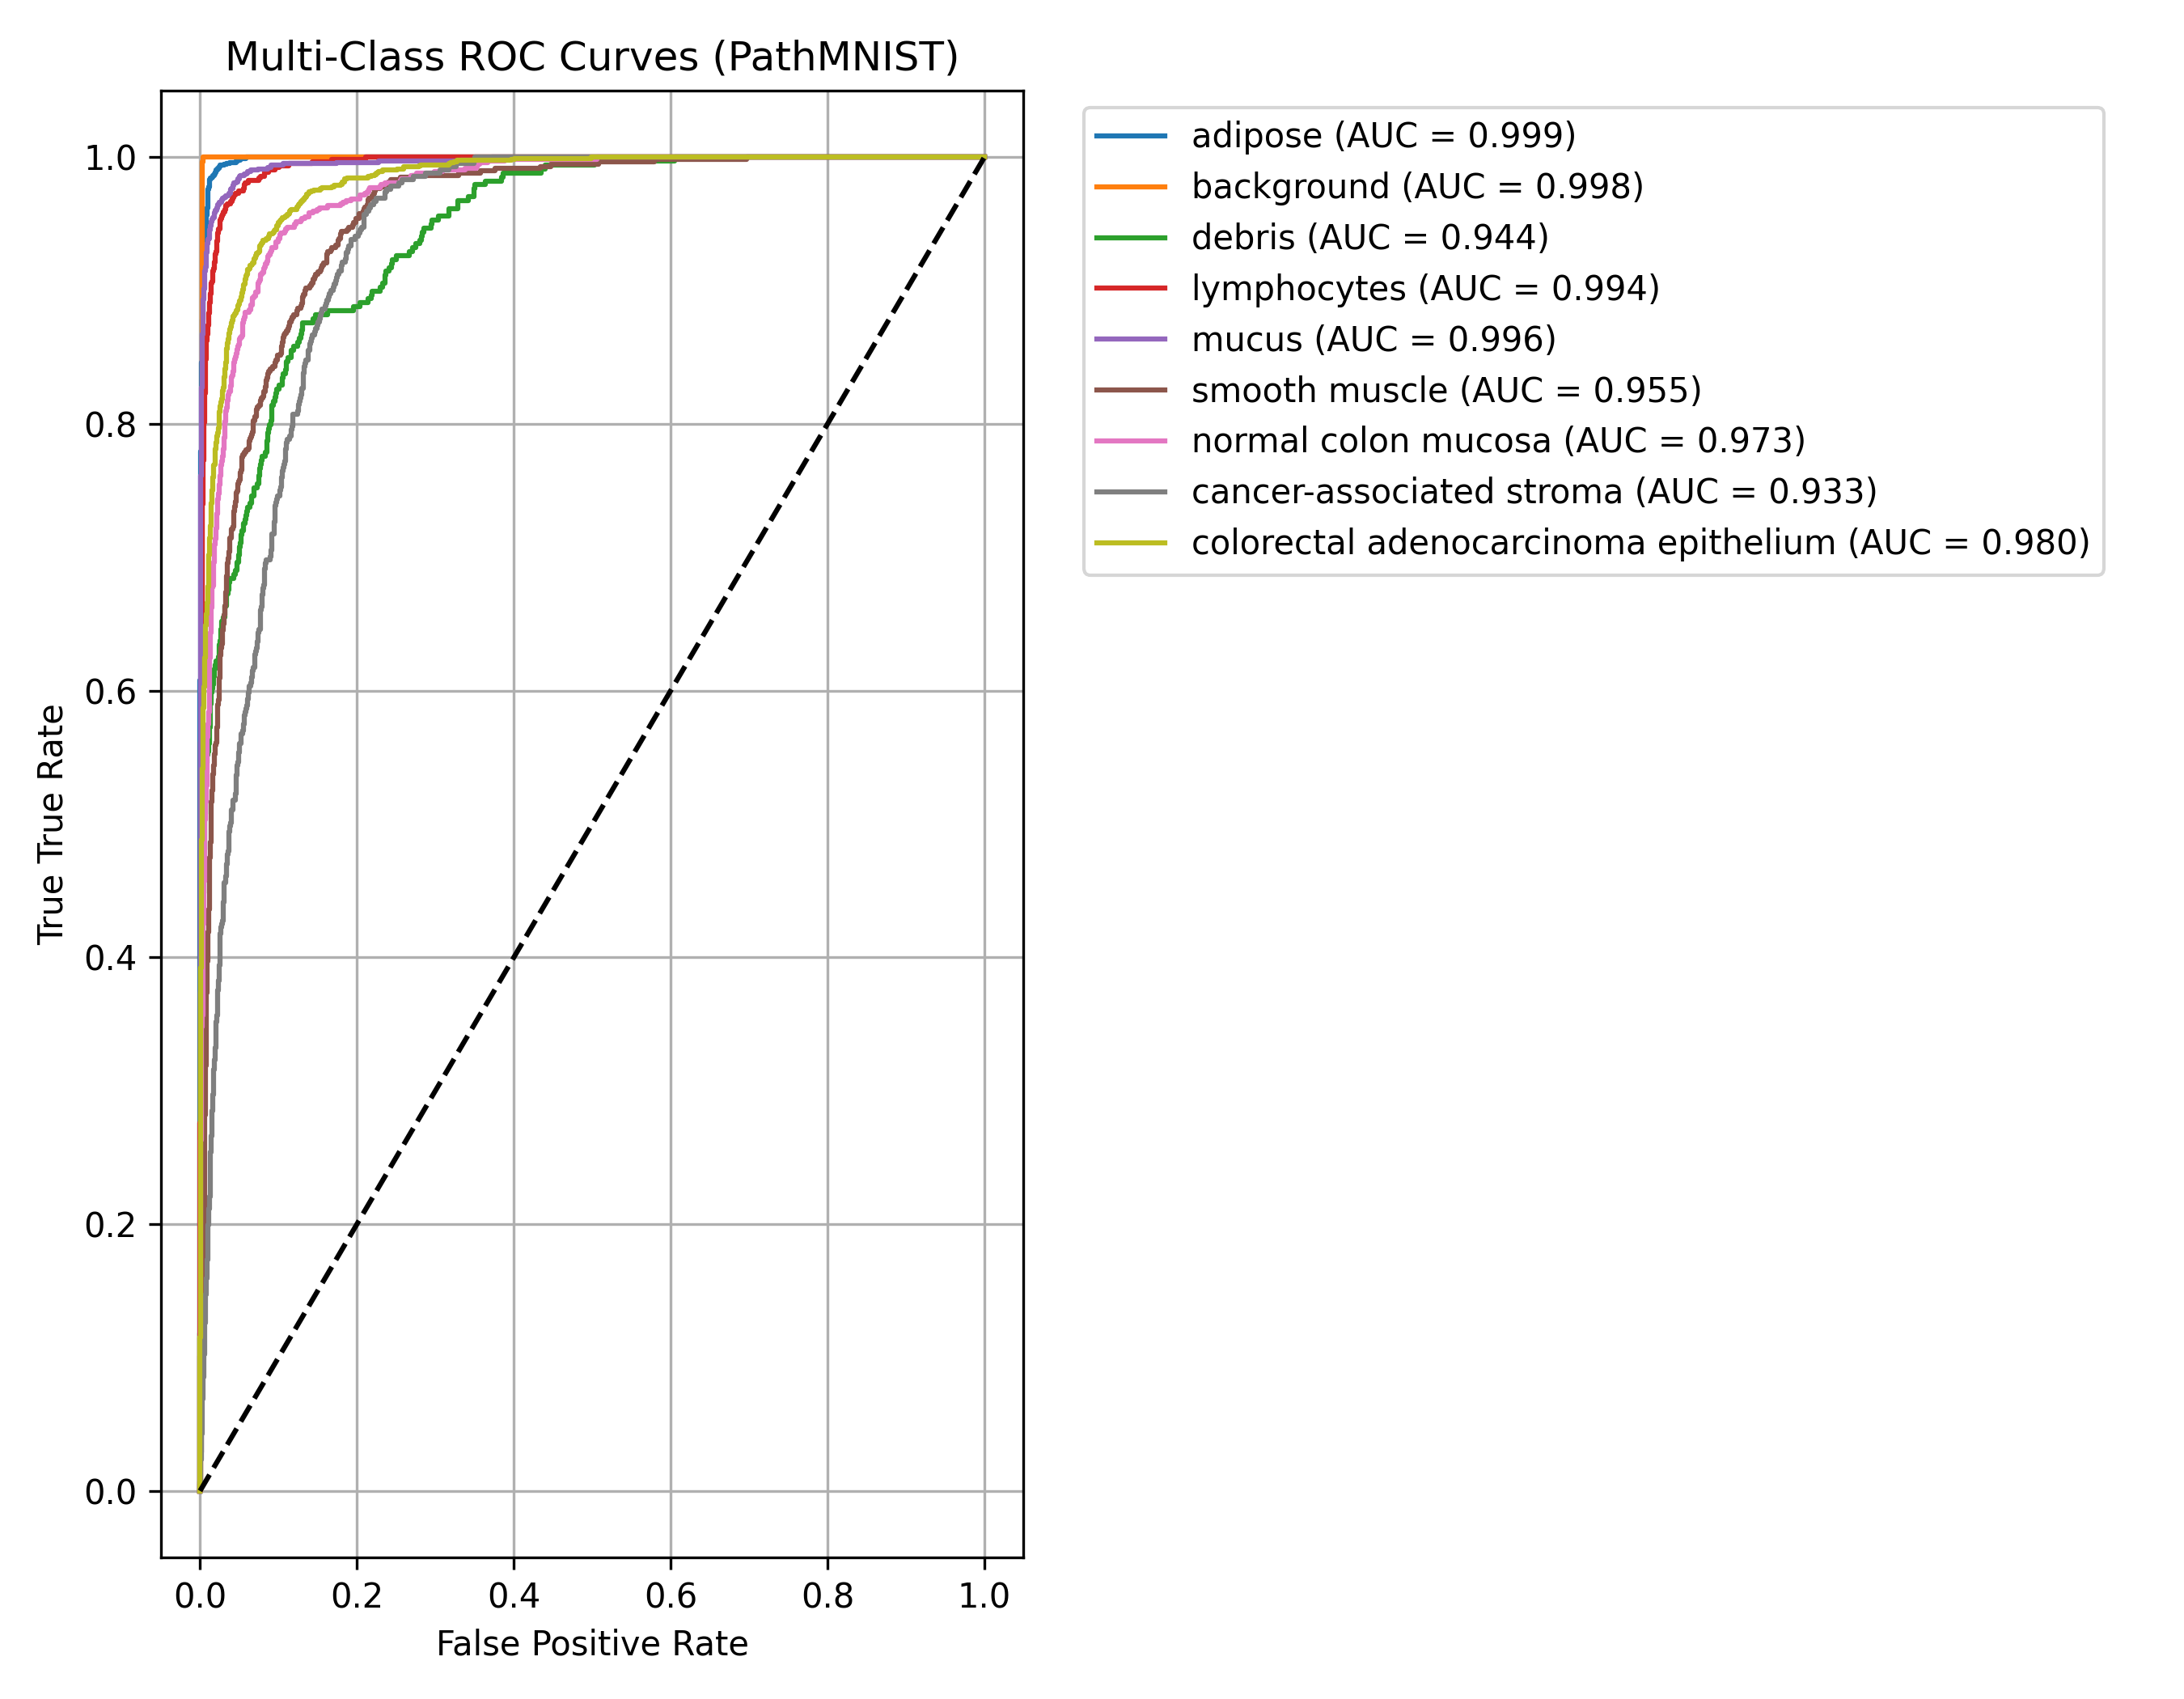 Multi-Class ROC Curves (PathMNIST)
adipose (AUC = 0.999)
background (AUC = 0.998)
debris (AUC = 0.944)
lymphocytes (AUC = 0.994)
mucus (AUC = 0.996)
smooth muscle (AUC = 0.955)
normal colon mucosa (AUC = 0.973)
cancer-associated stroma (AUC = 0.933)
colorectal adenocarcinoma epithelium (AUC = 0.980)
True True Rate
1.0
0.8
0.6
0.4
0.2
0.0
0.0 0.2 0.4 0.6 0.8 1.0
False Positive Rate